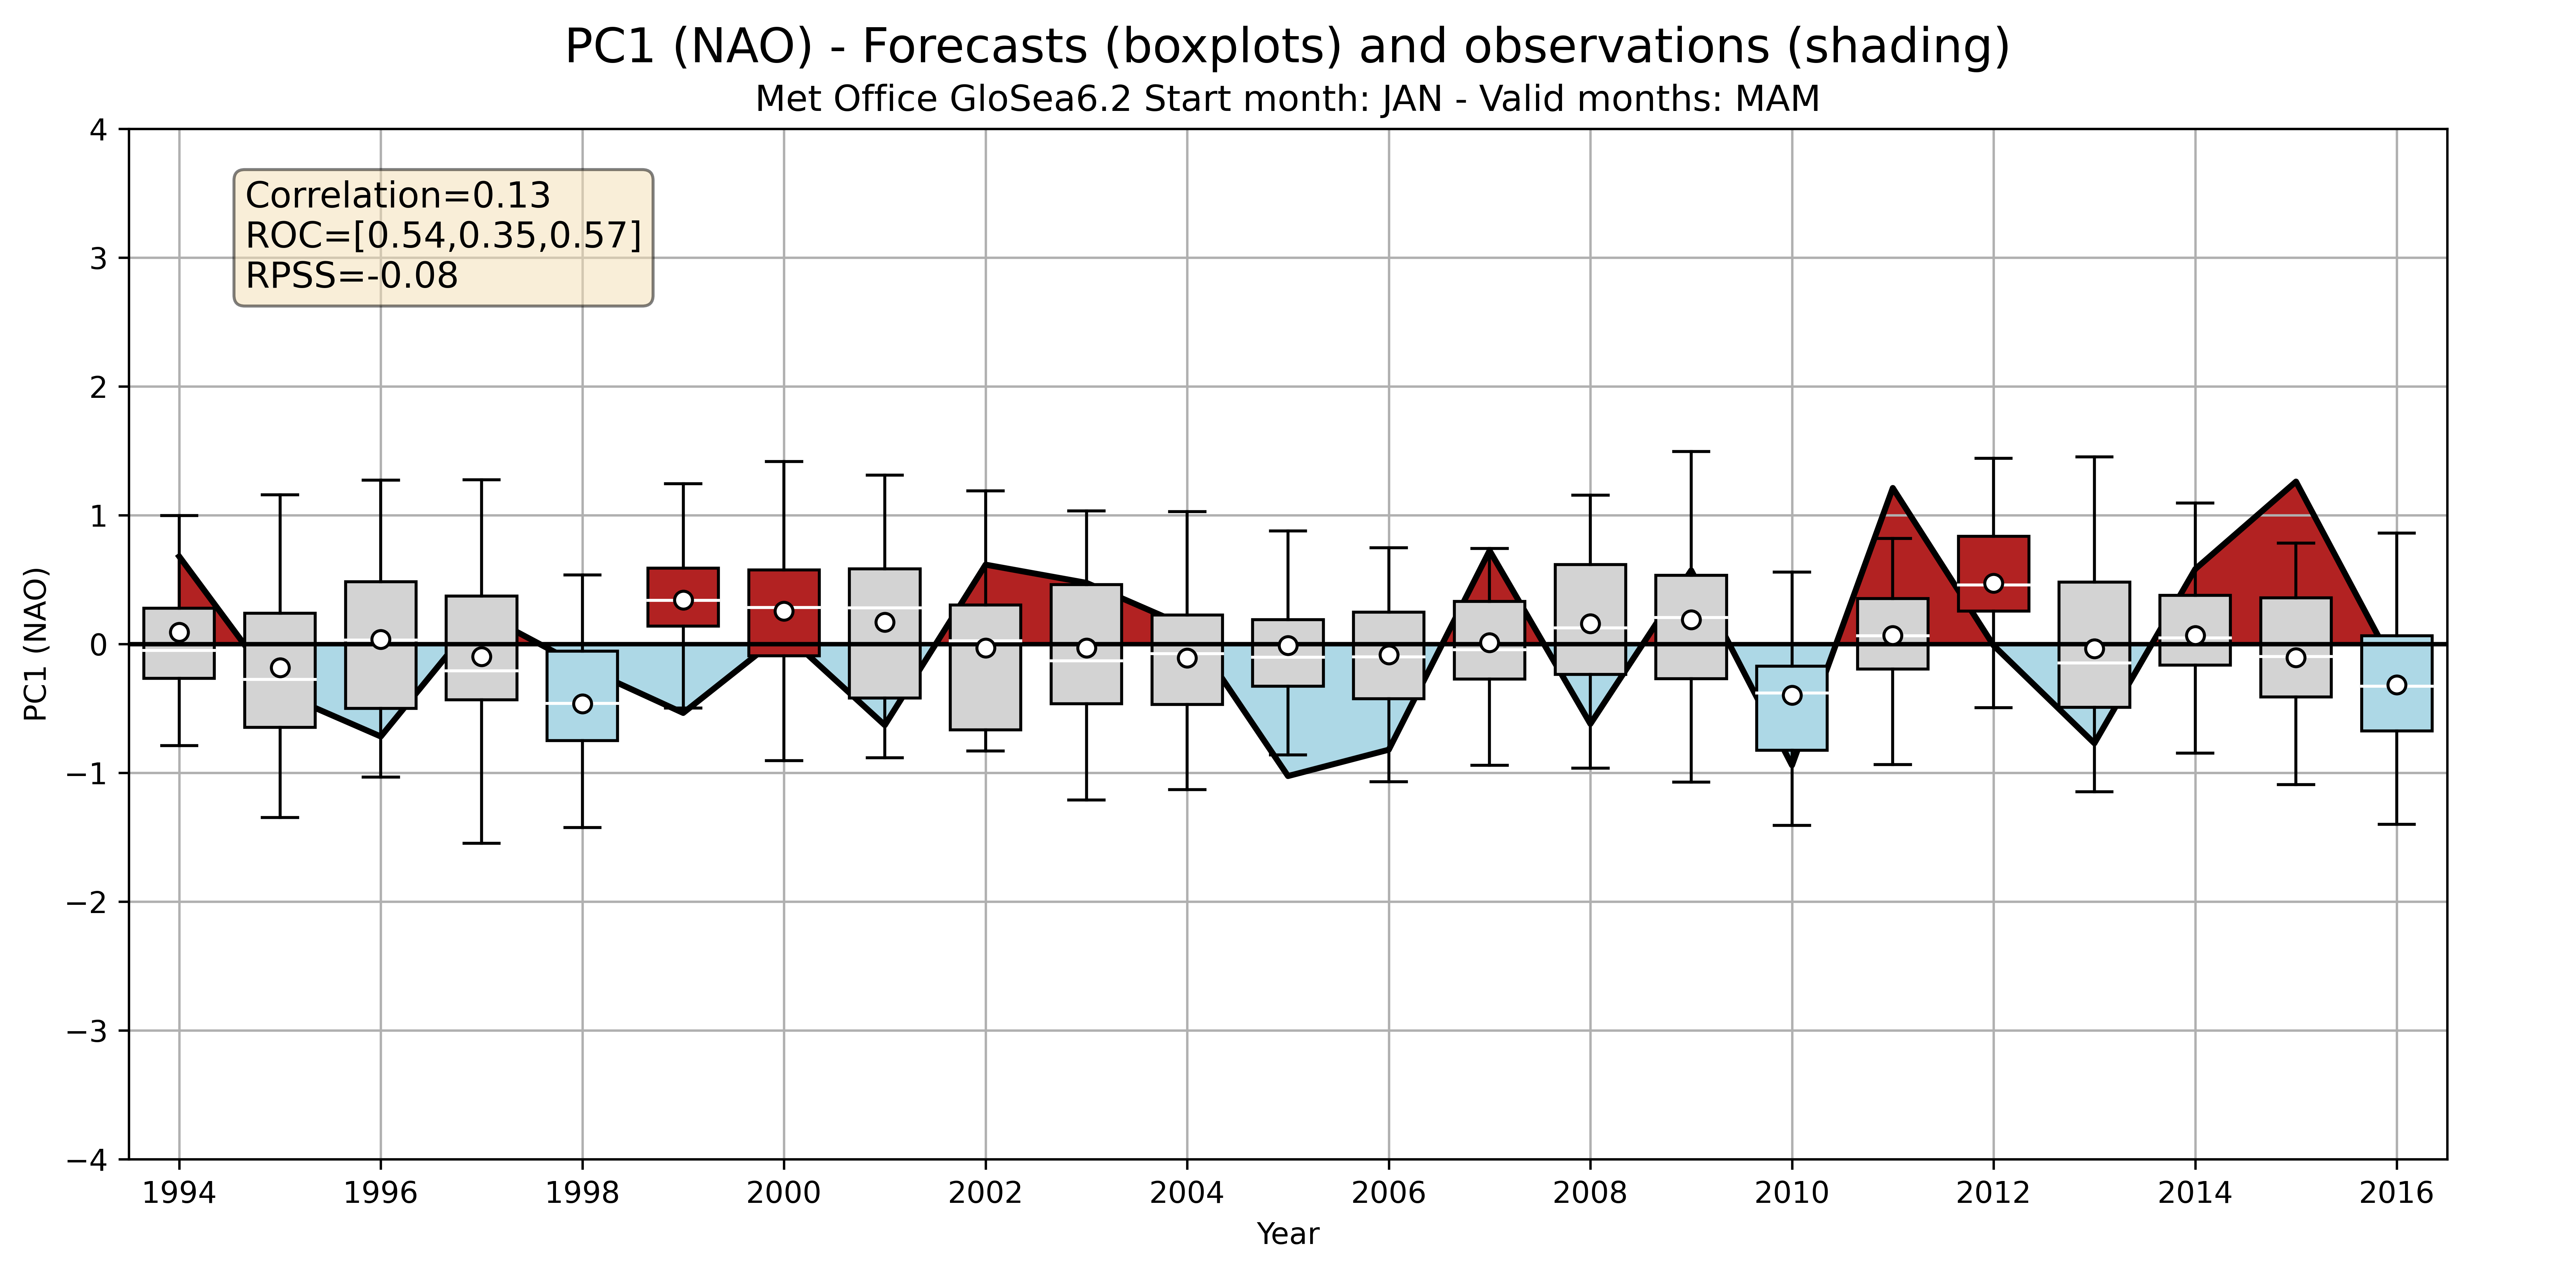 PC1 (NAO) - Forecasts (boxplots) and observations (shading)
Met Office GloSea6.2 Start month: JAN - Valid months: MAM
Correlation=0.13
ROC=[0.54,0.35,0.57]
RPSS=-0.08
PC1 (NAO)
4
3
2
1
0
−1
−2
−3
−4
1994 1996 1998 2000 2002 2004 2006 2008 2010 2012 2014 2016
Year